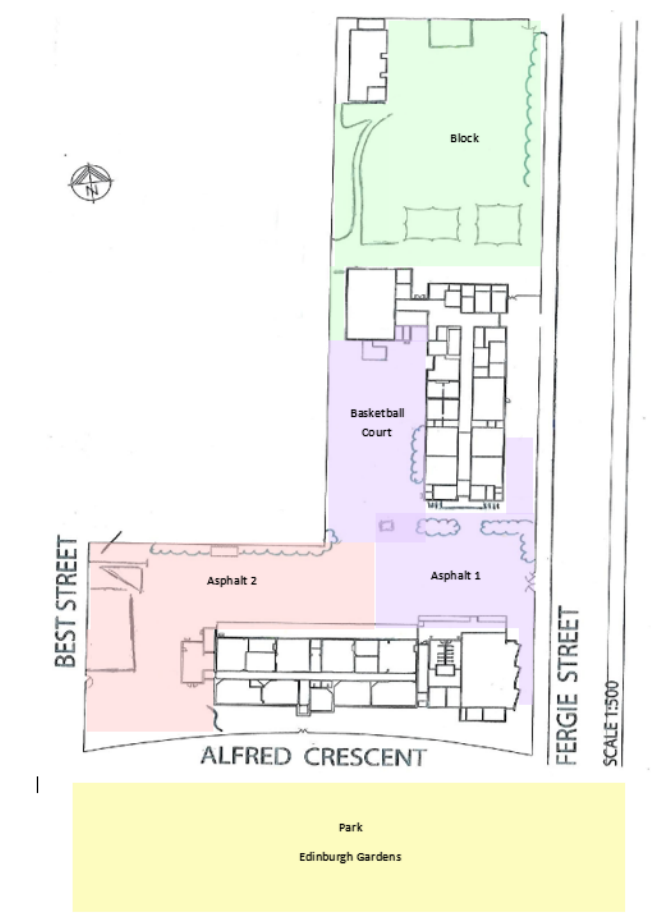 Block
N
Basketball
Court
BEST STREET
Asphalt 2
Asphalt 1
FERGIE STREET
SCALE 1:500
ALFRED CRESCENT
Park
Edinburgh Gardens